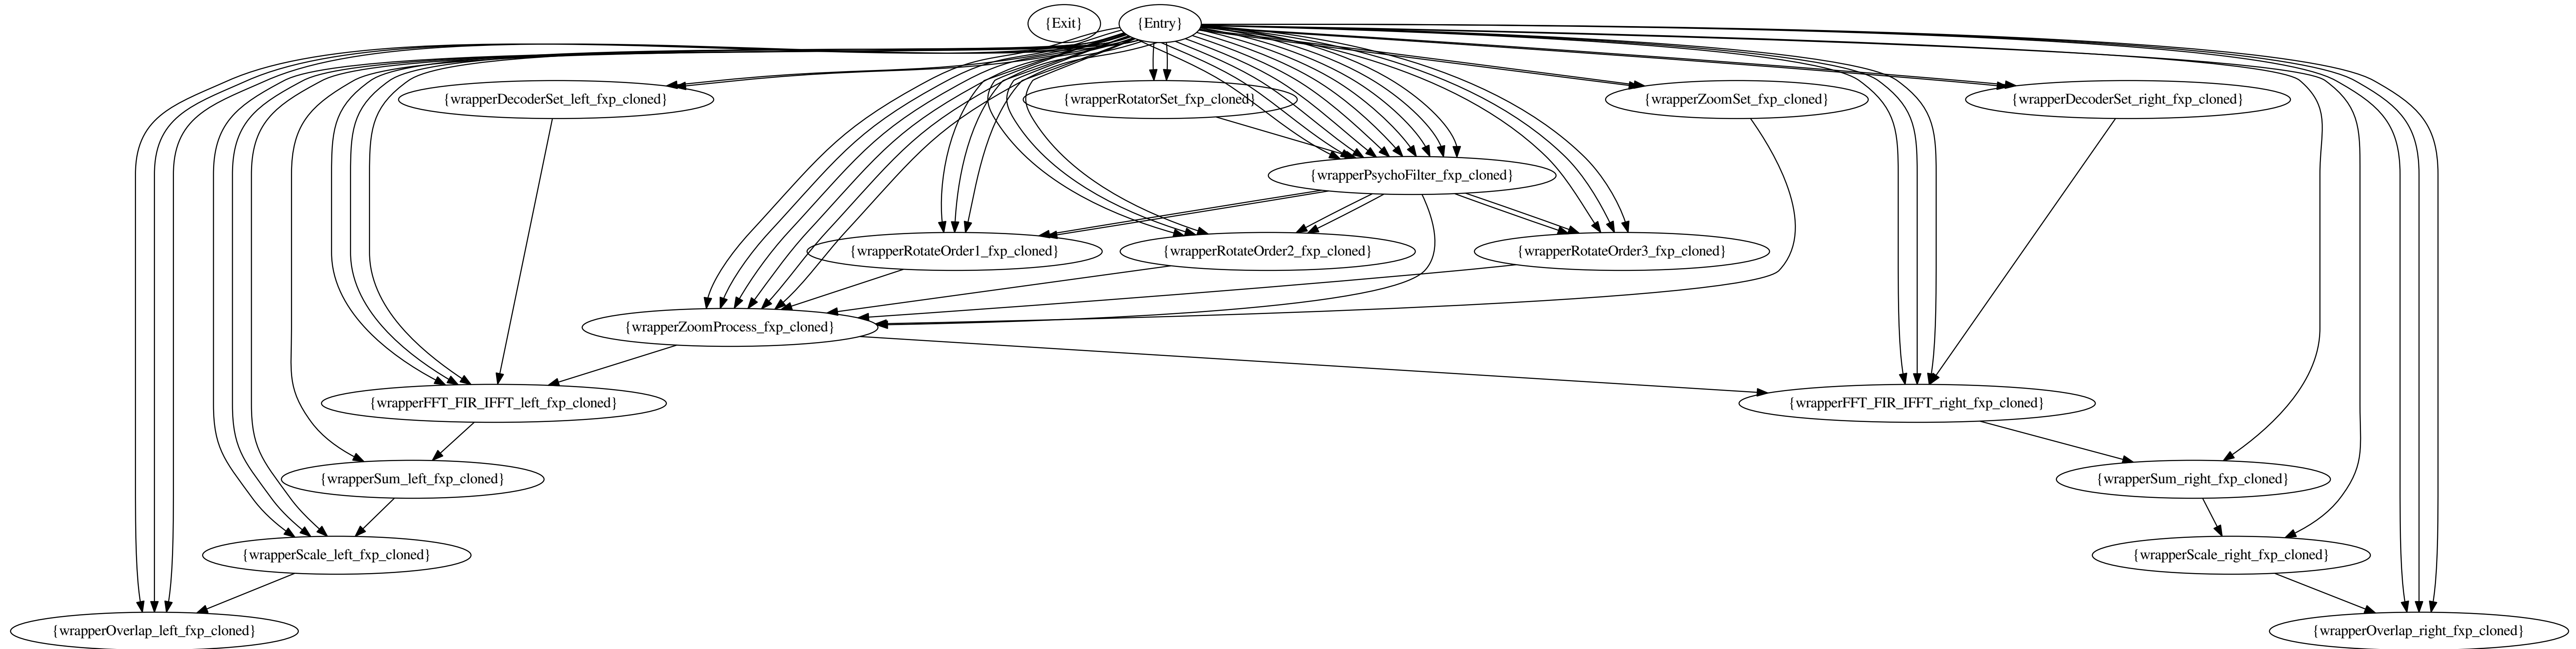 {Exit}
{Entry}
{wrapperDecoderSet_left_fxp_cloned}
{wrapperRotatorSet_fxp_cloned}
{wrapperZoomSet_fxp_cloned}
{wrapperDecoderSet_right_fxp_cloned}
{wrapperPsychoFilter_fxp_cloned}
{wrapperRotateOrder1_fxp_cloned}
{wrapperRotateOrder2_fxp_cloned}
{wrapperRotateOrder3_fxp_cloned}
{wrapperZoomProcess_fxp_cloned}
{wrapperFFT_FIR_IFFT_left_fxp_cloned}
{wrapperFFT_FIR_IFFT_right_fxp_cloned}
{wrapperSum_left_fxp_cloned}
{wrapperSum_right_fxp_cloned}
{wrapperScale_left_fxp_cloned}
{wrapperScale_right_fxp_cloned}
{wrapperOverlap_left_fxp_cloned}
{wrapperOverlap_right_fxp_cloned}